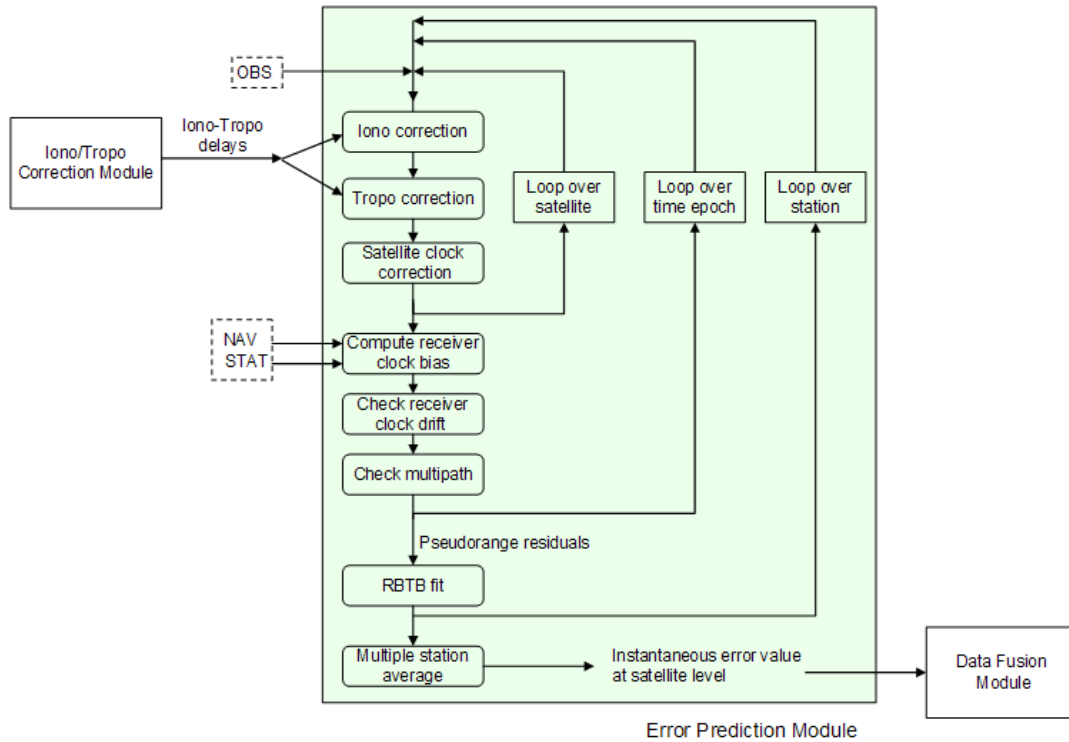 OBS
Iono/Tropo
Correction Module
Iono-Tropo
delays
Iono correction
Tropo correction
Satellite clock
correction
Loop over
satellite
Loop over
time epoch
Loop over
station
NAV
STAT
Compute receiver
clock bias
Check receiver
clock drift
Check multipath
Pseudorange residuals
RBTB fit
Multiple station
average
Instantaneous error value
at satellite level
Data Fusion
Module
Error Prediction Module